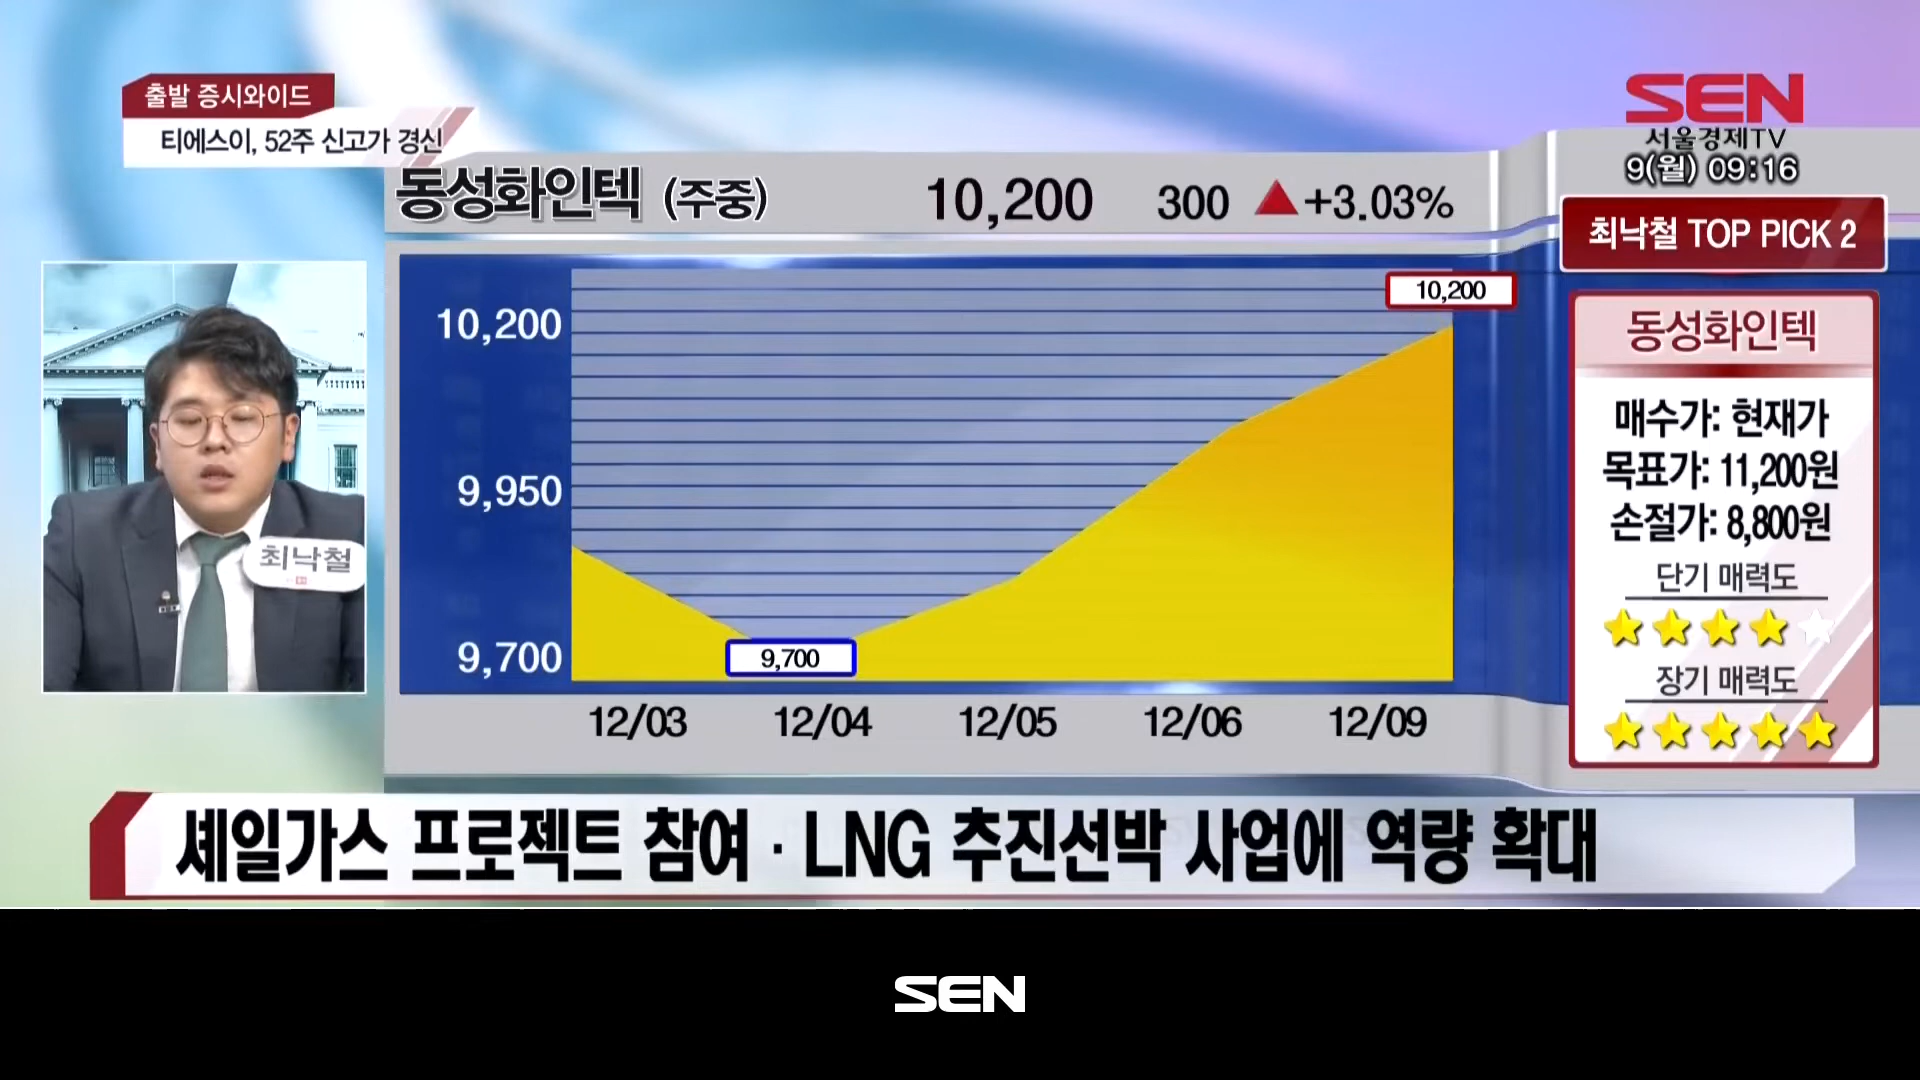 출발 증시와이드
티에스이, 52주 신고가 경신
SEN
서울경제TV
9(월) 09:16
동성화인텍 (주중) 10,200 300 ▲+3.03%
최낙철 TOP PICK 2
동성화인텍
매수가: 현재가
목표가: 11,200원
손절가: 8,800원
단기 매력도
장기 매력도
10,200
10,200
9,950
9,700
9,700
12/03 12/04 12/05 12/06 12/09
최낙철
셰일가스 프로젝트 참여·LNG 추진선박 사업에 역량 확대
SEN